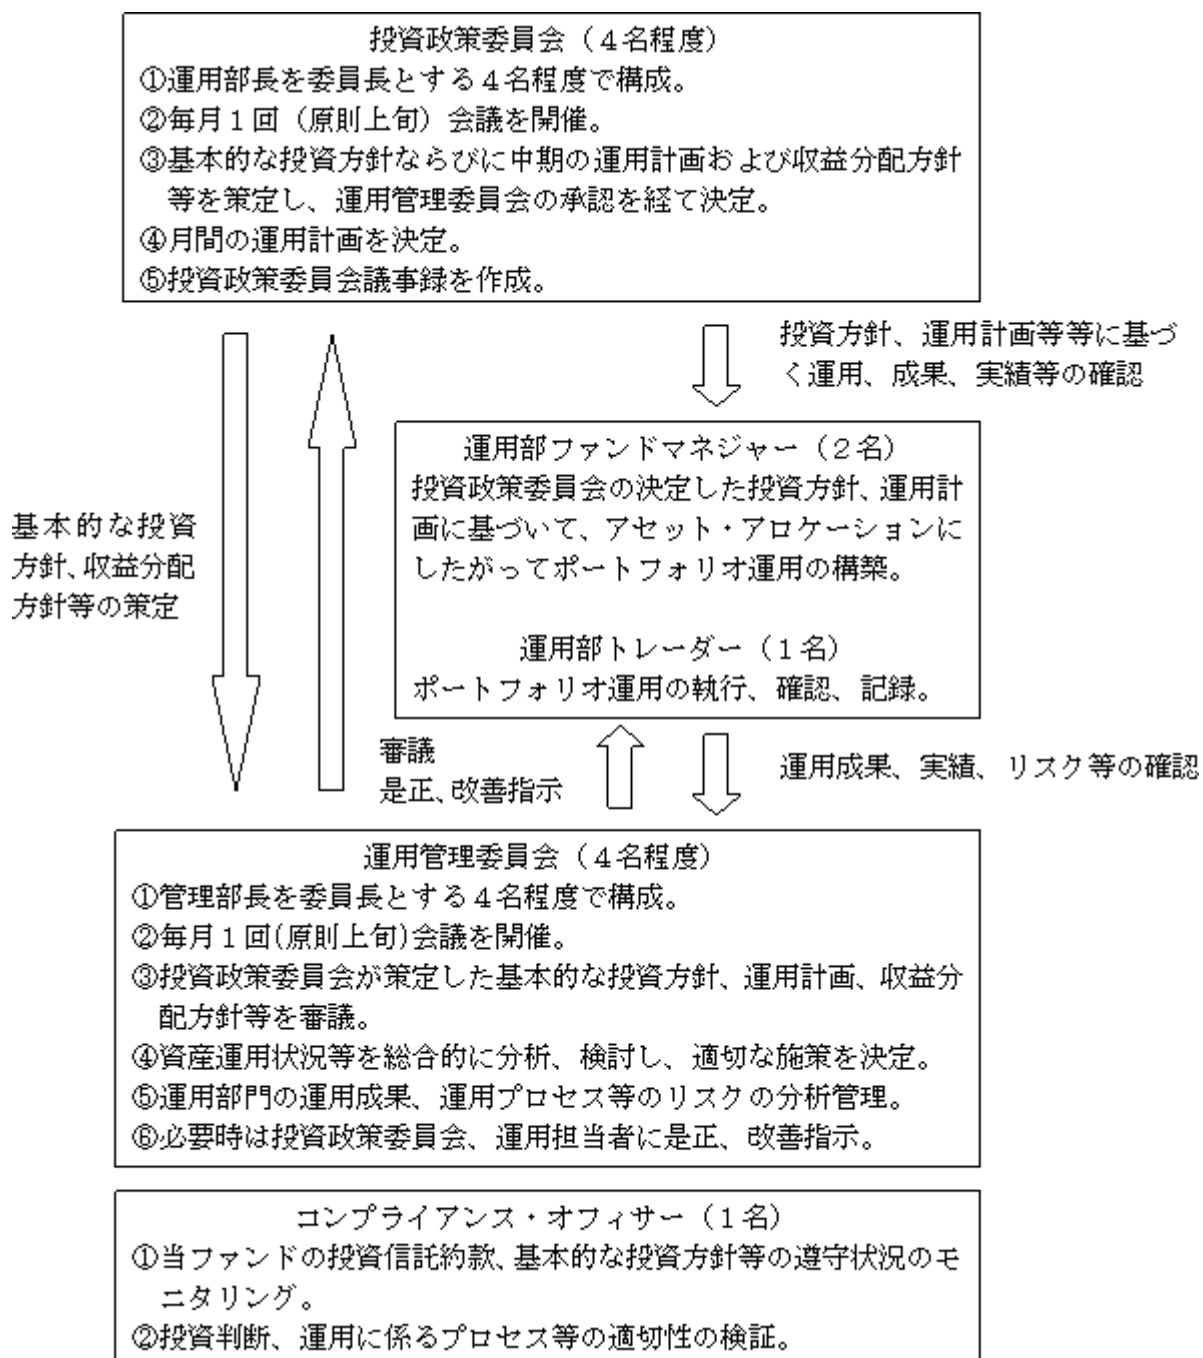 投資政策委員会（４名程度）
①運用部長を委員長とする４名程度で構成。
②毎月１回（原則上旬）会議を開催。
③基本的な投資方針ならびに中期の運用計画および収益分配方針
等を策定し、運用管理委員会の承認を経て決定。
④月間の運用計画を決定。
⑤投資政策委員会議事録を作成。
投資方針、運用計画等等に基づ
く運用、成果、実績等の確認
運用部ファンドマネジャー（２名）
投資政策委員会の決定した投資方針、運用計
画に基づいて、アセット・アロケーションに
したがってポートフォリオ運用の構築。
運用部トレーダー（１名）
ポートフォリオ運用の執行、確認、記録。
基本的な投資
方針、収益分配
方針等の策定
審議
是正、改善指示
運用成果、実績、リスク等の確認
運用管理委員会（４名程度）
①管理部長を委員長とする４名程度で構成。
②毎月１回(原則上旬)会議を開催。
③投資政策委員会が策定した基本的な投資方針、運用計画、収益分
配方針等を審議。
④資産運用状況等を総合的に分析、検討し、適切な施策を決定。
⑤運用部門の運用成果、運用プロセス等のリスクの分析管理。
⑥必要時は投資政策委員会、運用担当者に是正、改善指示。
コンプライアンス・オフィサー（１名）
①当ファンドの投資信託約款、基本的な投資方針等の遵守状況のモ
ニタリング。
②投資判断、運用に係るプロセス等の適切性の検証。